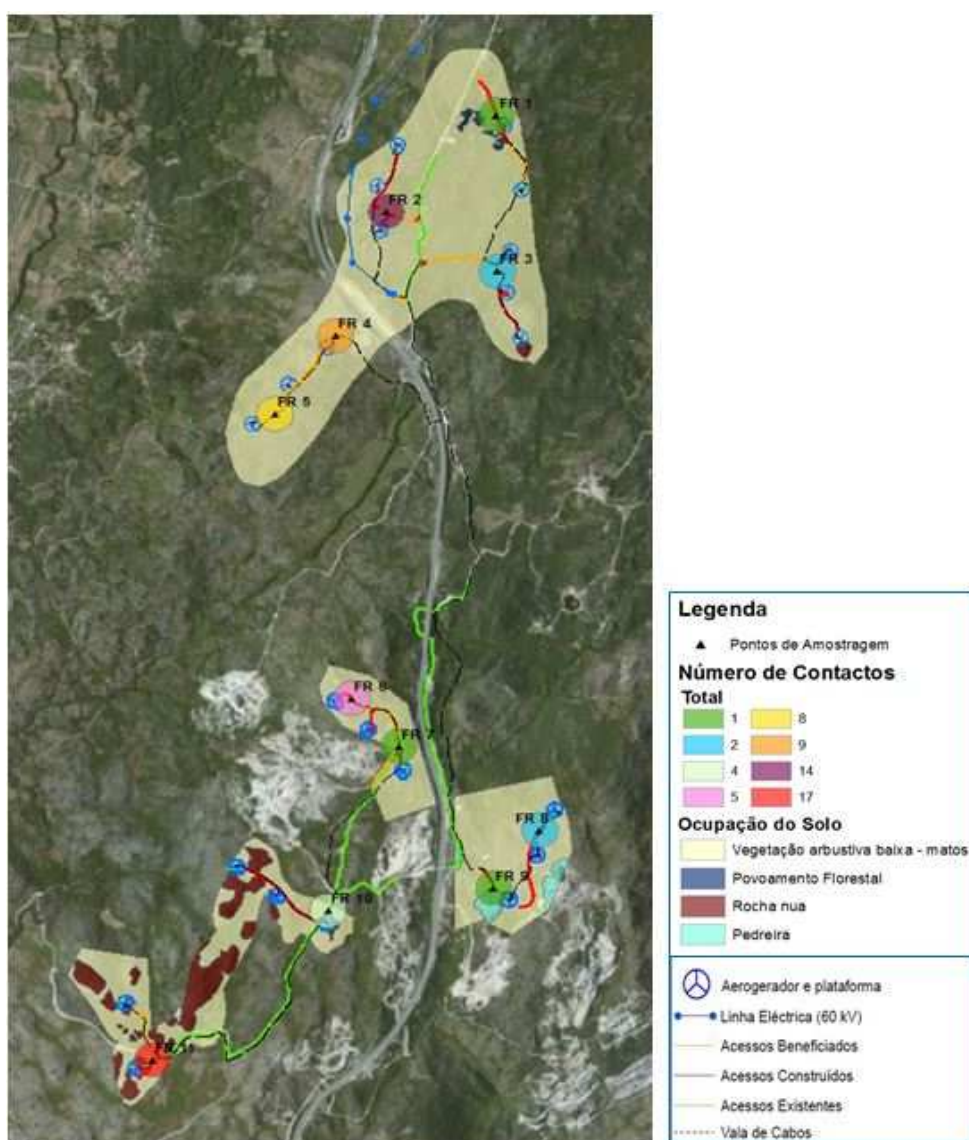 FR 1
FR 2
FR 3
FR 4
FR 5
FR 6
FR 7
FR 8
FR 9
FR 10
FR 11
Legenda
Pontos de Amostragem
Número de Contactos
Total
1 8
2 9
4 14
5 17
Ocupação do Solo
Vegetação arbustiva baixa - matos
Povoamento Florestal
Rocha nua
Pedreira
Aerogerador e plataforma
Linha Eléctrica (60 kV)
Acessos Beneficiados
Acessos Construídos
Acessos Existentes
Vala de Cabos